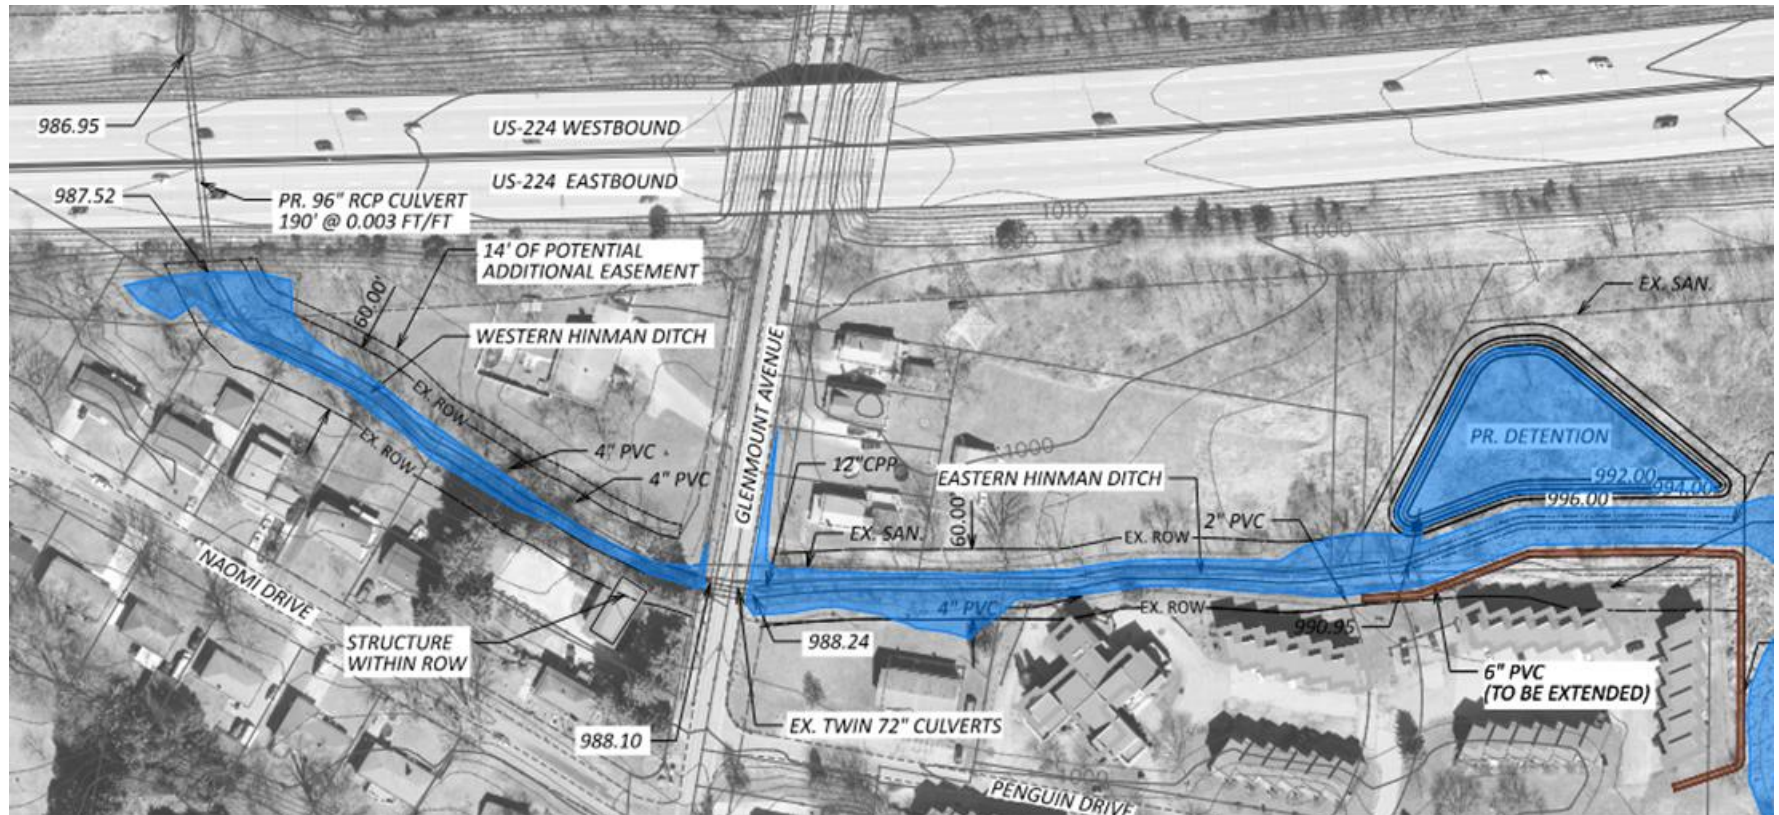 1010
986.95
US-224 WESTBOUND
987.52
US-224 EASTBOUND
PR. 96" RCP CULVERT
190' @ 0.003 FT/FT
1010
1000
1000
14' OF POTENTIAL
ADDITIONAL EASEMENT
EX. SAN.
60.00'
WESTERN HINMAN DITCH
GLENMOUNT AVENUE
EX. ROW
EX. ROW
4" PVC
4" PVC
12"CPP
1000
EASTERN HINMAN DITCH
PR. DETENTION
992.00
994.00
996.00
60.00'
2" PVC
EX. SAN.
EX. ROW
NAOMI DRIVE
4" PVC
EX. ROW
990.95
STRUCTURE
WITHIN ROW
988.24
6" PVC
(TO BE EXTENDED)
988.10
EX. TWIN 72" CULVERTS
1000
PENGUIN DRIVE